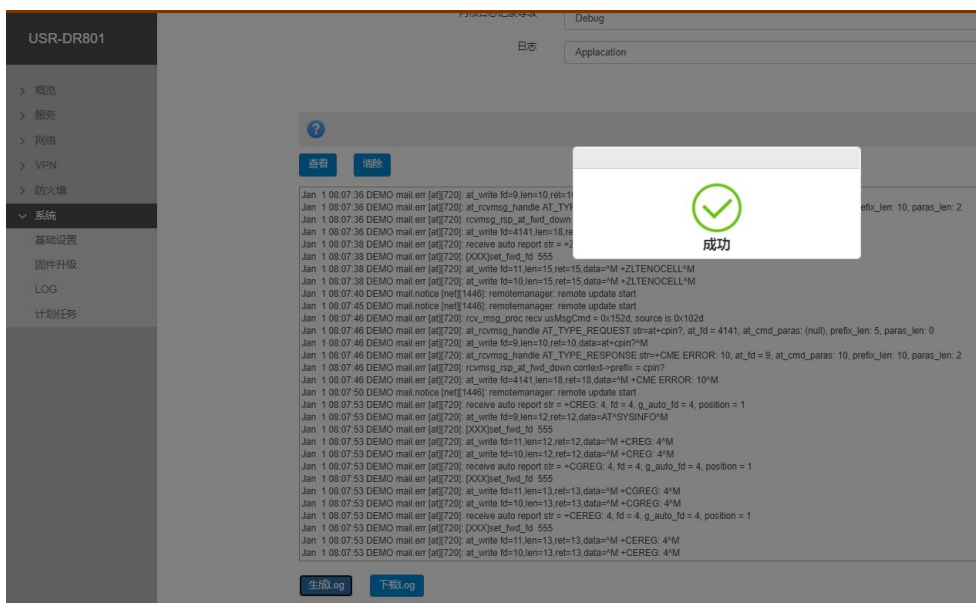 Debug
USR-DR801
日志
Applacation
概览
服务
网络
VPN
防火墙
系统
基础设置
固件升级
LOG
计划任务
?
查看
清除
成功
Jan 1 08:07:36 DEMO mail.err [at][720]: at_write fd=9,len=10,ret=1
Jan 1 08:07:36 DEMO mail.err [at][720]: at_rcvmsg_handle AT_TYP efix_len: 10, paras_len: 2
Jan 1 08:07:36 DEMO mail.err [at][720]: rcvmsg_rsp_at_fwd_down
Jan 1 08:07:36 DEMO mail.err [at][720]: at_write fd=4141,len=18,re
Jan 1 08:07:38 DEMO mail.err [at][720]: receive auto report str = +Z
Jan 1 08:07:38 DEMO mail.err [at][720]: [XXX]set_fwd_fd 555
Jan 1 08:07:38 DEMO mail.err [at][720]: at_write fd=11,len=15,ret=15,data=^M +ZLTENOCELL^M
Jan 1 08:07:38 DEMO mail.err [at][720]: at_write fd=10,len=15,ret=15,data=^M +ZLTENOCELL^M
Jan 1 08:07:40 DEMO mail.notice [net][1446]: remotemanager: remote update start
Jan 1 08:07:45 DEMO mail.notice [net][1446]: remotemanager: remote update start
Jan 1 08:07:46 DEMO mail.err [at][720]: rcv_msg_proc recv usMsgCmd = 0x152d, source is 0x102d
Jan 1 08:07:46 DEMO mail.err [at][720]: at_rcvmsg_handle AT_TYPE_REQUEST str=at+cpin?, at_fd = 4141, at_cmd_paras: (null), prefix_len: 5, paras_len: 0
Jan 1 08:07:46 DEMO mail.err [at][720]: at_write fd=9,len=10,ret=10,data=at+cpin?^M
Jan 1 08:07:46 DEMO mail.err [at][720]: at_rcvmsg_handle AT_TYPE_RESPONSE str=+CME ERROR: 10, at_fd = 9, at_cmd_paras: 10, prefix_len: 10, paras_len: 2
Jan 1 08:07:46 DEMO mail.err [at][720]: rcvmsg_rsp_at_fwd_down context->prefix = cpin?
Jan 1 08:07:46 DEMO mail.err [at][720]: at_write fd=4141,len=18,ret=18,data=^M +CME ERROR: 10^M
Jan 1 08:07:50 DEMO mail.notice [net][1446]: remotemanager: remote update start
Jan 1 08:07:53 DEMO mail.err [at][720]: receive auto report str = +CREG: 4, fd = 4, g_auto_fd = 4, position = 1
Jan 1 08:07:53 DEMO mail.err [at][720]: at_write fd=9,len=12,ret=12,data=AT^SYSINFO^M
Jan 1 08:07:53 DEMO mail.err [at][720]: [XXX]set_fwd_fd 555
Jan 1 08:07:53 DEMO mail.err [at][720]: at_write fd=11,len=12,ret=12,data=^M +CREG: 4^M
Jan 1 08:07:53 DEMO mail.err [at][720]: at_write fd=10,len=12,ret=12,data=^M +CREG: 4^M
Jan 1 08:07:53 DEMO mail.err [at][720]: receive auto report str = +CGREG: 4, fd = 4, g_auto_fd = 4, position = 1
Jan 1 08:07:53 DEMO mail.err [at][720]: [XXX]set_fwd_fd 555
Jan 1 08:07:53 DEMO mail.err [at][720]: at_write fd=11,len=13,ret=13,data=^M +CGREG: 4^M
Jan 1 08:07:53 DEMO mail.err [at][720]: at_write fd=10,len=13,ret=13,data=^M +CGREG: 4^M
Jan 1 08:07:53 DEMO mail.err [at][720]: receive auto report str = +CEREG: 4, fd = 4, g_auto_fd = 4, position = 1
Jan 1 08:07:53 DEMO mail.err [at][720]: [XXX]set_fwd_fd 555
Jan 1 08:07:53 DEMO mail.err [at][720]: at_write fd=11,len=13,ret=13,data=^M +CEREG: 4^M
Jan 1 08:07:53 DEMO mail.err [at][720]: at_write fd=10,len=13,ret=13,data=^M +CEREG: 4^M
生成Log
下载Log